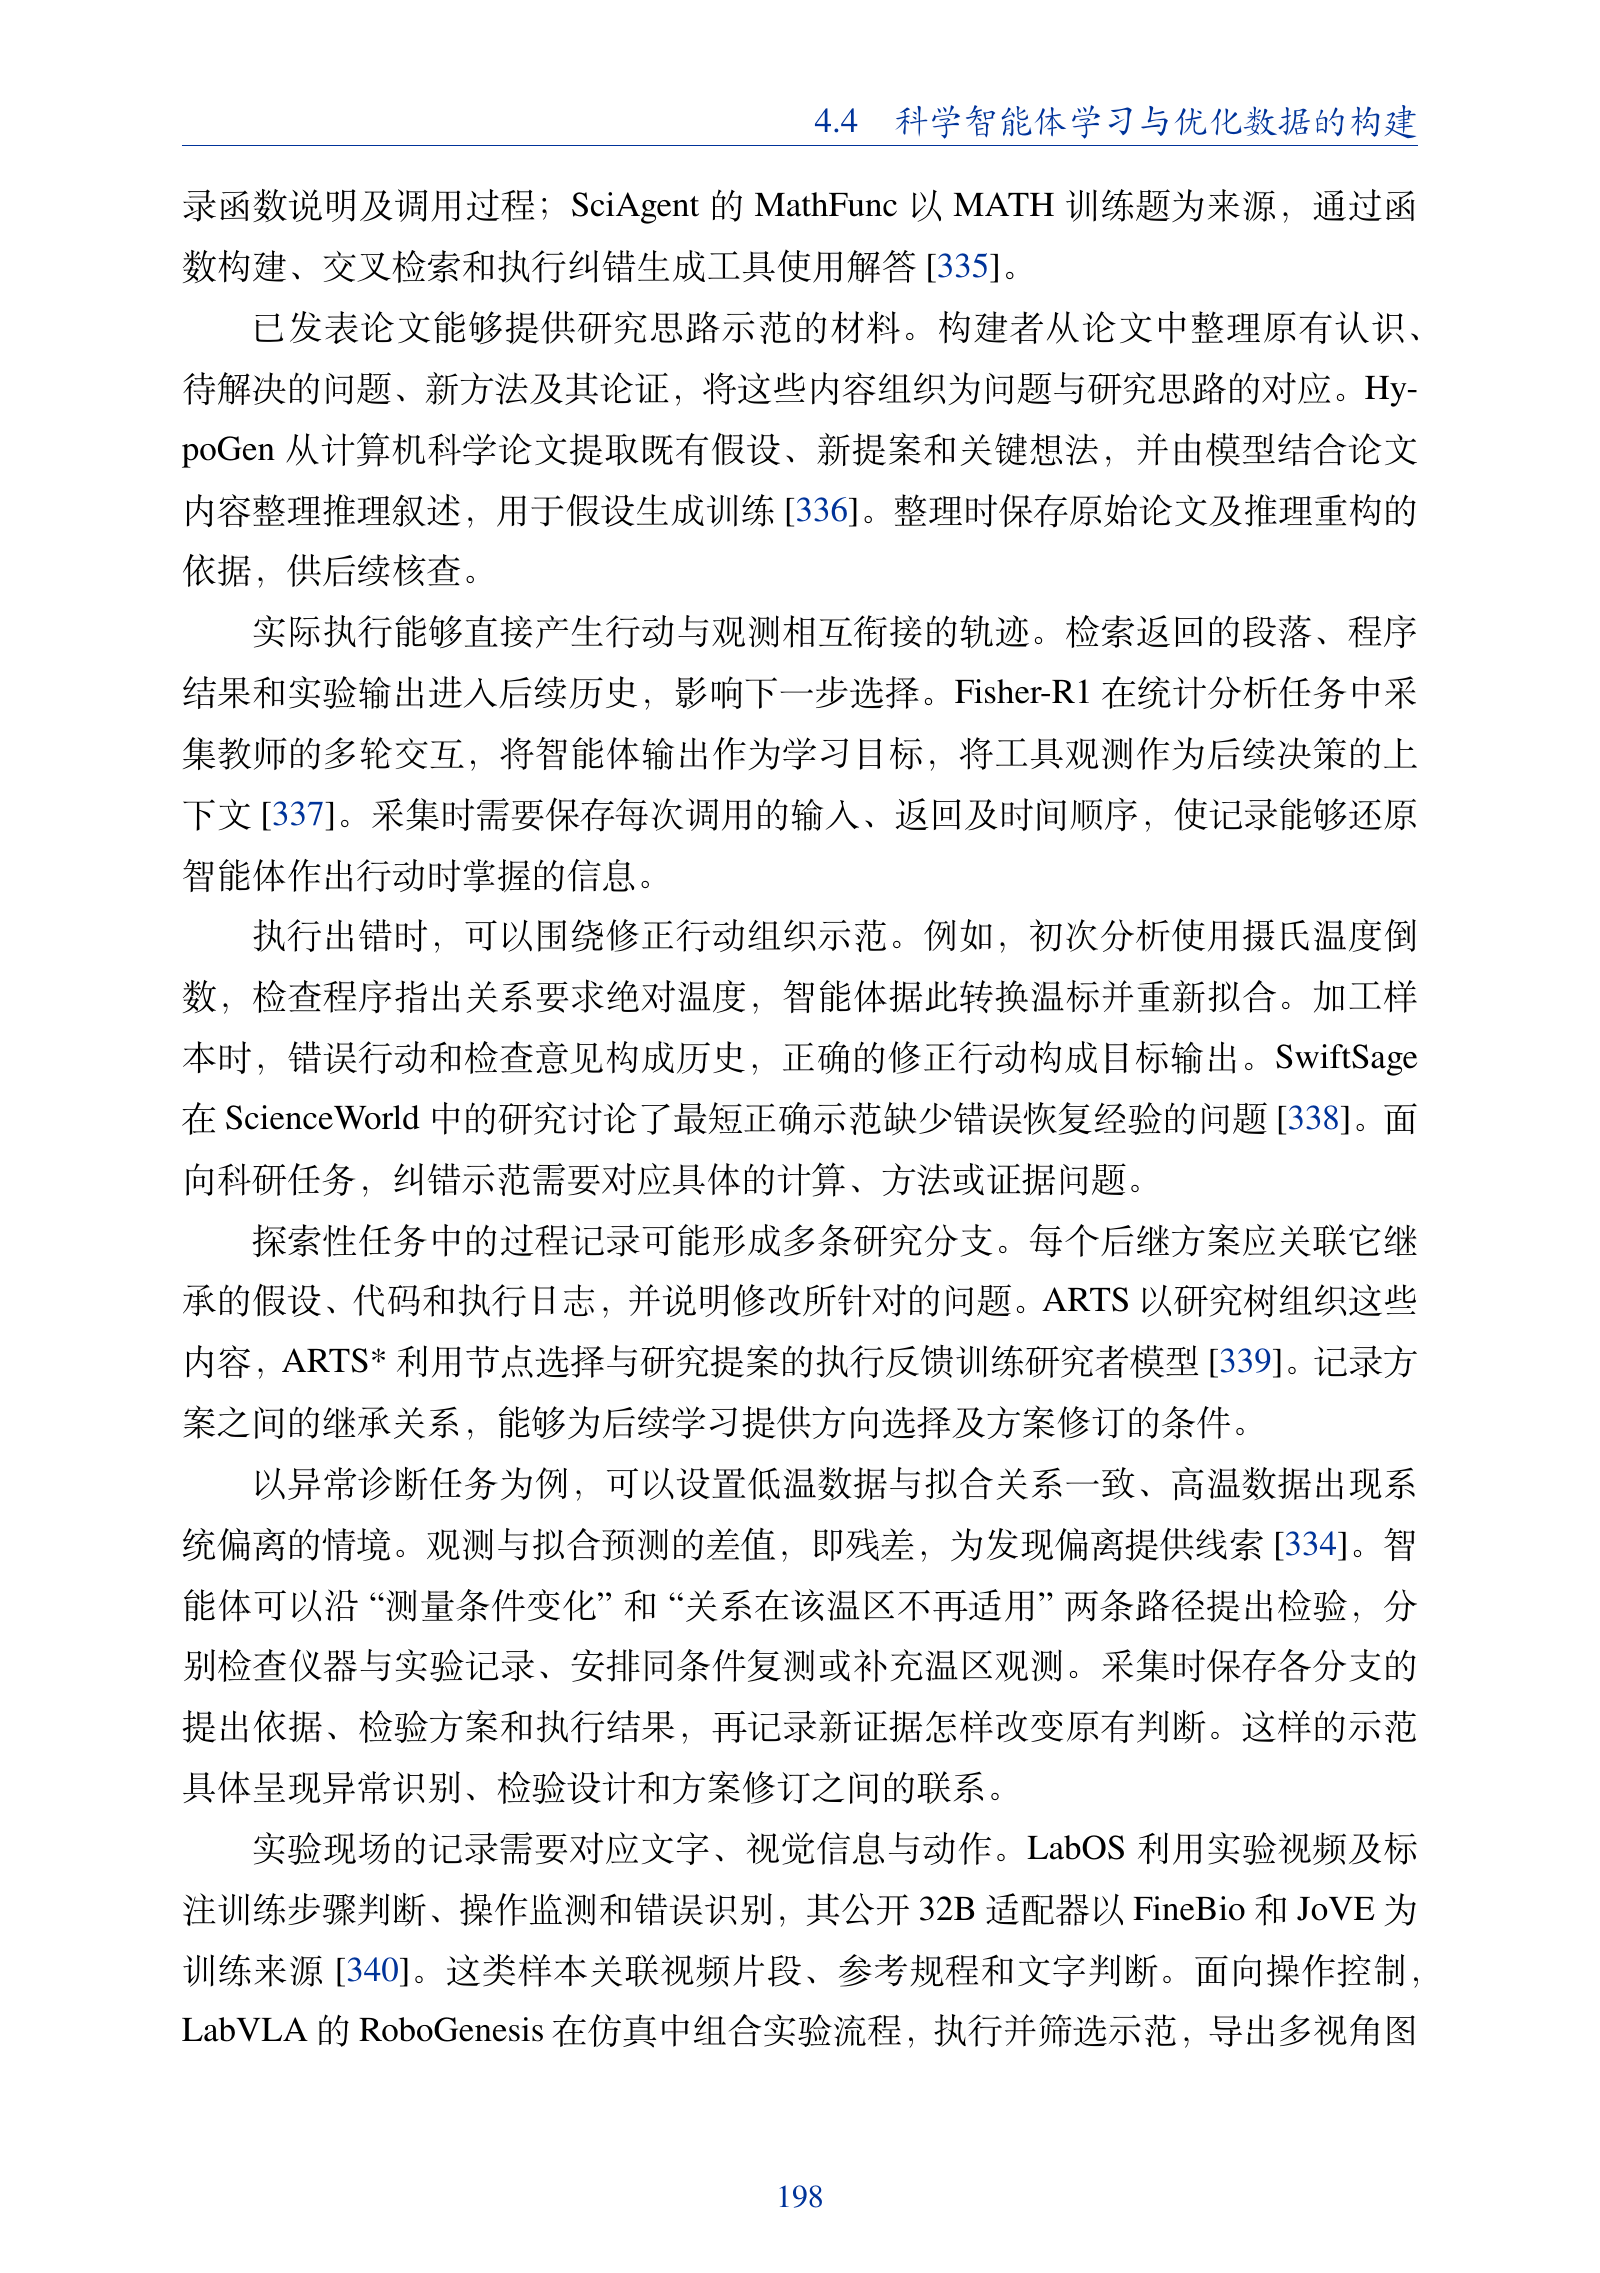 4.4 科学智能体学习与优化数据的构建
录函数说明及调用过程；SciAgent 的 MathFunc 以 MATH 训练题为来源，通过函
数构建、交叉检索和执行纠错生成工具使用解答 [335]。
已发表论文能够提供研究思路示范的材料。构建者从论文中整理原有认识、
待解决的问题、新方法及其论证，将这些内容组织为问题与研究思路的对应。Hy-
poGen 从计算机科学论文提取既有假设、新提案和关键想法，并由模型结合论文
内容整理推理叙述，用于假设生成训练 [336]。整理时保存原始论文及推理重构的
依据，供后续核查。
实际执行能够直接产生行动与观测相互衔接的轨迹。检索返回的段落、程序
结果和实验输出进入后续历史，影响下一步选择。Fisher-R1 在统计分析任务中采
集教师的多轮交互，将智能体输出作为学习目标，将工具观测作为后续决策的上
下文 [337]。采集时需要保存每次调用的输入、返回及时间顺序，使记录能够还原
智能体作出行动时掌握的信息。
执行出错时，可以围绕修正行动组织示范。例如，初次分析使用摄氏温度倒
数，检查程序指出关系要求绝对温度，智能体据此转换温标并重新拟合。加工样
本时，错误行动和检查意见构成历史，正确的修正行动构成目标输出。SwiftSage
在 ScienceWorld 中的研究讨论了最短正确示范缺少错误恢复经验的问题 [338]。面
向科研任务，纠错示范需要对应具体的计算、方法或证据问题。
探索性任务中的过程记录可能形成多条研究分支。每个后继方案应关联它继
承的假设、代码和执行日志，并说明修改所针对的问题。ARTS 以研究树组织这些
内容，ARTS* 利用节点选择与研究提案的执行反馈训练研究者模型 [339]。记录方
案之间的继承关系，能够为后续学习提供方向选择及方案修订的条件。
以异常诊断任务为例，可以设置低温数据与拟合关系一致、高温数据出现系
统偏离的情境。观测与拟合预测的差值，即残差，为发现偏离提供线索 [334]。智
能体可以沿 “测量条件变化” 和 “关系在该温区不再适用” 两条路径提出检验，分
别检查仪器与实验记录、安排同条件复测或补充温区观测。采集时保存各分支的
提出依据、检验方案和执行结果，再记录新证据怎样改变原有判断。这样的示范
具体呈现异常识别、检验设计和方案修订之间的联系。
实验现场的记录需要对应文字、视觉信息与动作。LabOS 利用实验视频及标
注训练步骤判断、操作监测和错误识别，其公开 32B 适配器以 FineBio 和 JoVE 为
训练来源 [340]。这类样本关联视频片段、参考规程和文字判断。面向操作控制，
LabVLA 的 RoboGenesis 在仿真中组合实验流程，执行并筛选示范，导出多视角图
198